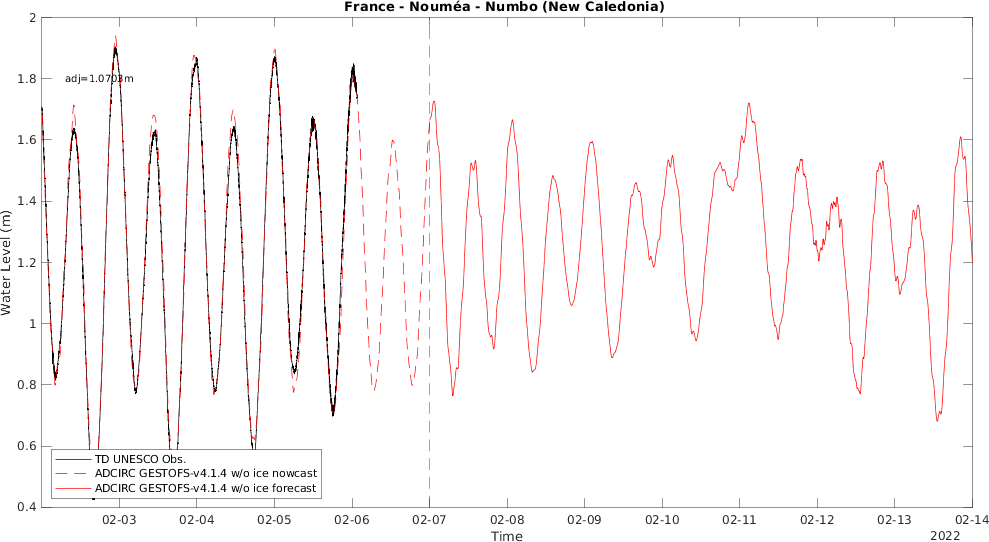 France - Nouméa - Numbo (New Caledonia)
2
1.8
1.6
1.4
1.2
1
0.8
0.6
0.4
Water Level (m)
adj=1.0703m
TD UNESCO Obs.
ADCIRC GESTOFS-v4.1.4 w/o ice nowcast
ADCIRC GESTOFS-v4.1.4 w/o ice forecast
02-03 02-04 02-05 02-06 02-07 02-08 02-09 02-10 02-11 02-12 02-13 02-14
Time
2022